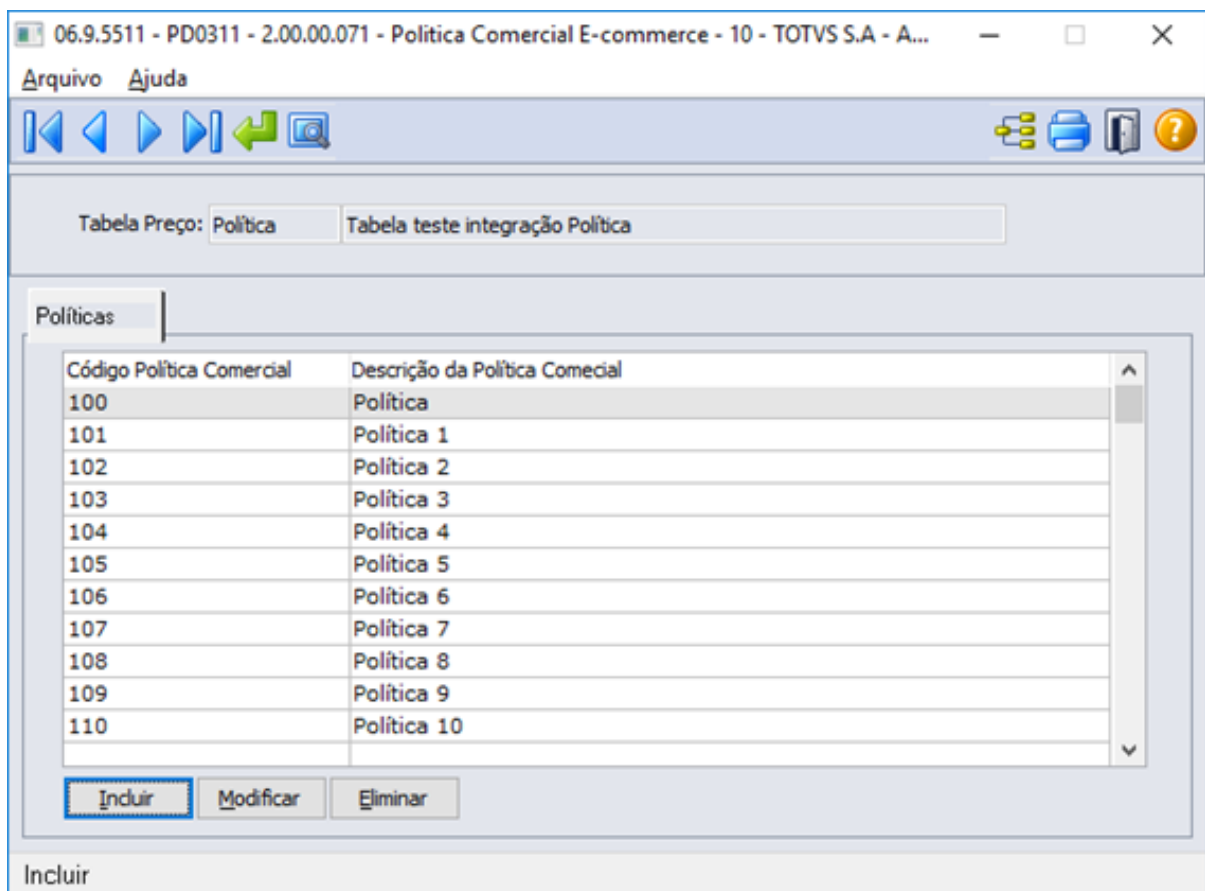 06.9.5511 - PD0311 - 2.00.00.071 - Politica Comercial E-commerce - 10 - TOTVS S.A - A...
Arquivo Ajuda
Tabela Preço: Política Tabela teste integração Política
Políticas
Código Política Comercial Descrição da Política Comecial
100 Política
101 Política 1
102 Política 2
103 Política 3
104 Política 4
105 Política 5
106 Política 6
107 Política 7
108 Política 8
109 Política 9
110 Política 10
Incluir Modificar Eliminar
Incluir